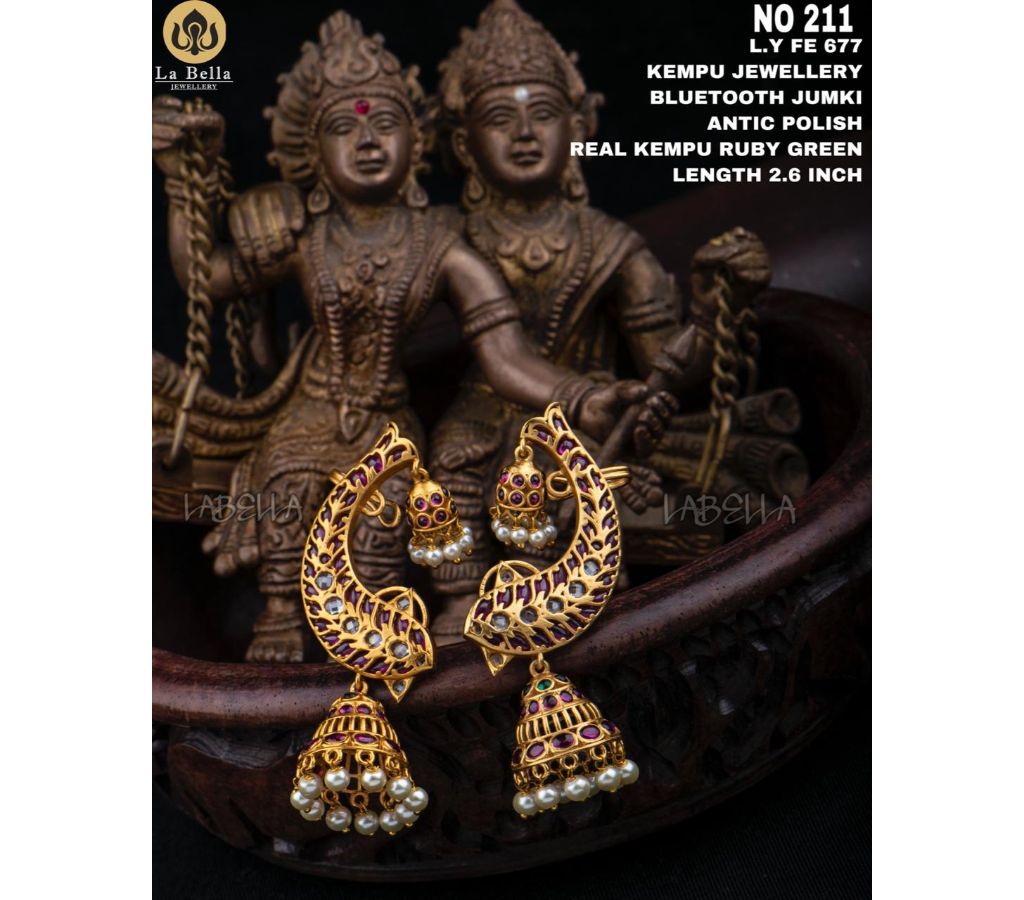 La Bella
JEWELLERY
NO 211
L.Y FE 677
KEMPU JEWELLERY
BLUETOOTH JUMKI
ANTIC POLISH
REAL KEMPU RUBY GREEN
LENGTH 2.6 INCH
LABELLA
LABELLA